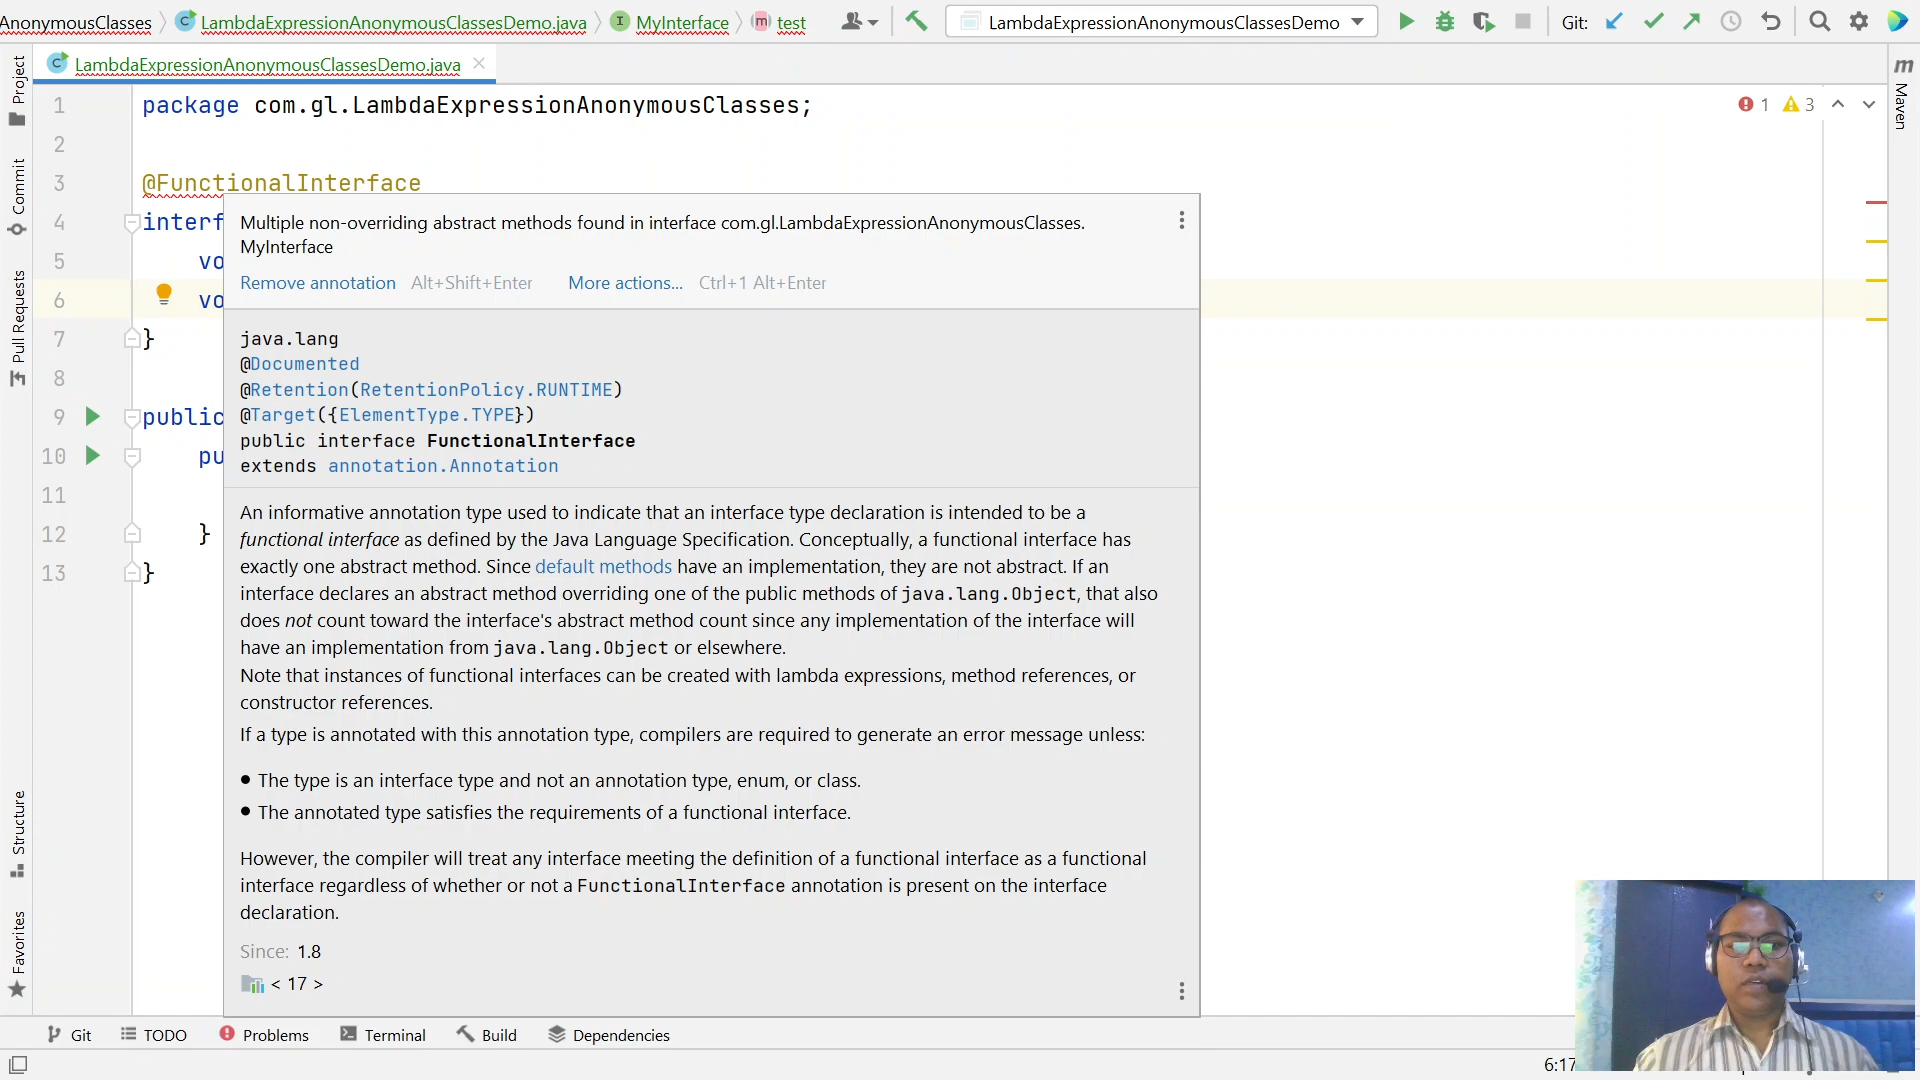 AnonymousClasses LambdaExpressionAnonymousClassesDemo.java MyInterface test LambdaExpressionAnonymousClassesDemo Git:
LambdaExpressionAnonymousClassesDemo.java
Project
Commit
Pull Requests
Structure
Favorites
m
Maven
1 package com.gl.LambdaExpressionAnonymousClasses;
1 3
2
3 @FunctionalInterface
4 interf
5 vo
6 vo
7 }
8
9 public
10 pu
11
12 }
13 }
Multiple non-overriding abstract methods found in interface com.gl.LambdaExpressionAnonymousClasses.
MyInterface
Remove annotation Alt+Shift+Enter More actions... Ctrl+1 Alt+Enter
java.lang
@Documented
@Retention(RetentionPolicy.RUNTIME)
@Target({ElementType.TYPE})
public interface FunctionalInterface
extends annotation.Annotation
An informative annotation type used to indicate that an interface type declaration is intended to be a
functional interface as defined by the Java Language Specification. Conceptually, a functional interface has
exactly one abstract method. Since default methods have an implementation, they are not abstract. If an
interface declares an abstract method overriding one of the public methods of java.lang.Object, that also
does not count toward the interface's abstract method count since any implementation of the interface will
have an implementation from java.lang.Object or elsewhere.
Note that instances of functional interfaces can be created with lambda expressions, method references, or
constructor references.
If a type is annotated with this annotation type, compilers are required to generate an error message unless:
● The type is an interface type and not an annotation type, enum, or class.
● The annotated type satisfies the requirements of a functional interface.
However, the compiler will treat any interface meeting the definition of a functional interface as a functional
interface regardless of whether or not a FunctionalInterface annotation is present on the interface
declaration.
Since: 1.8
< 17 >
Git TODO Problems Terminal Build Dependencies
6:17